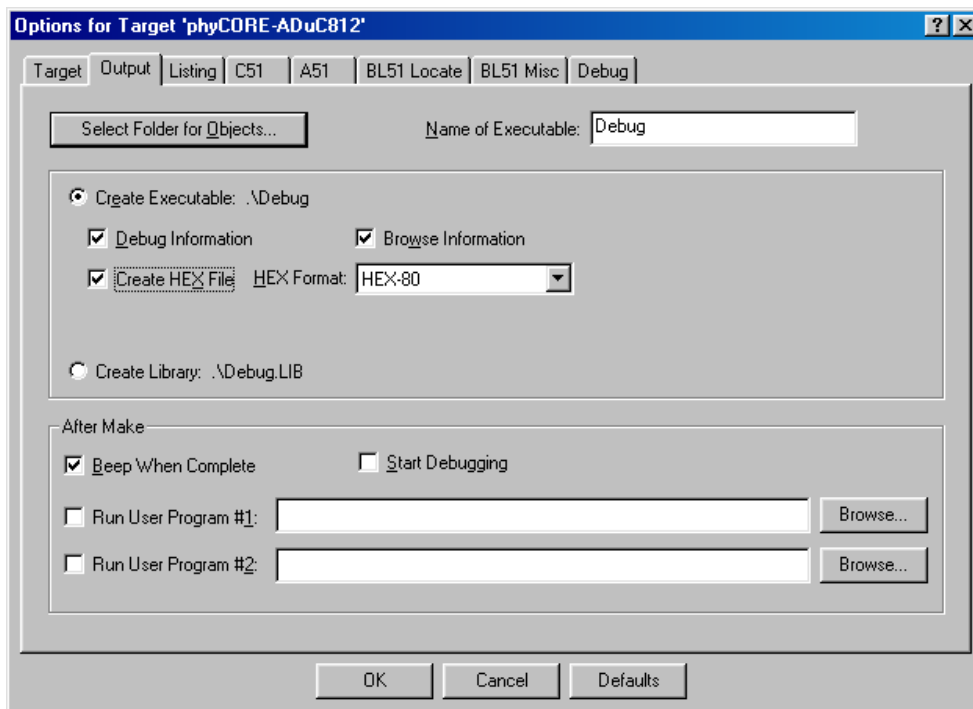 Options for Target 'phyCORE-ADuC812'
Target Output Listing C51 A51 BL51 Locate BL51 Misc Debug
Select Folder for Objects... Name of Executable: Debug
Create Executable: .\Debug
Debug Information Browse Information
Create HEX File HEX Format: HEX-80
Create Library: .\Debug.LIB
After Make
Beep When Complete Start Debugging
Run User Program #1: Browse...
Run User Program #2: Browse...
OK Cancel Defaults